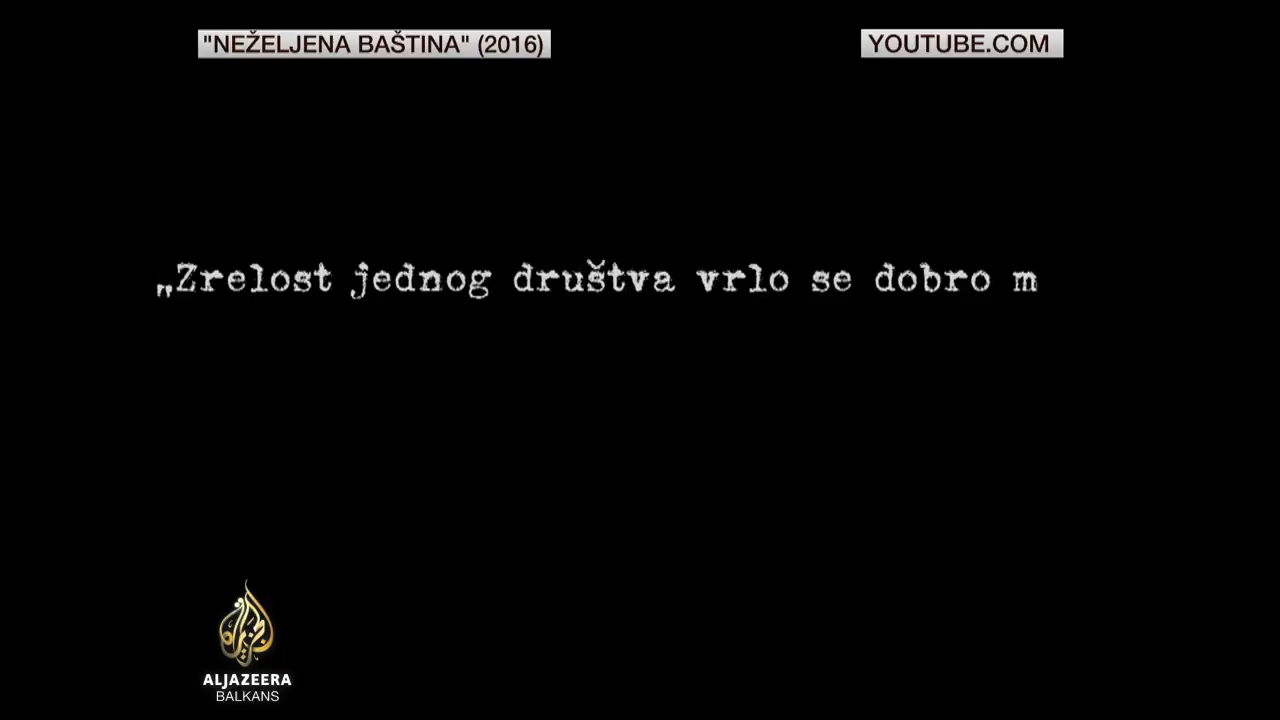 "NEŽELJENA BAŠTINA" (2016)
YOUTUBE.COM
„Zrelost jednog društva vrlo se dobro m
ALJAZEERA
BALKANS